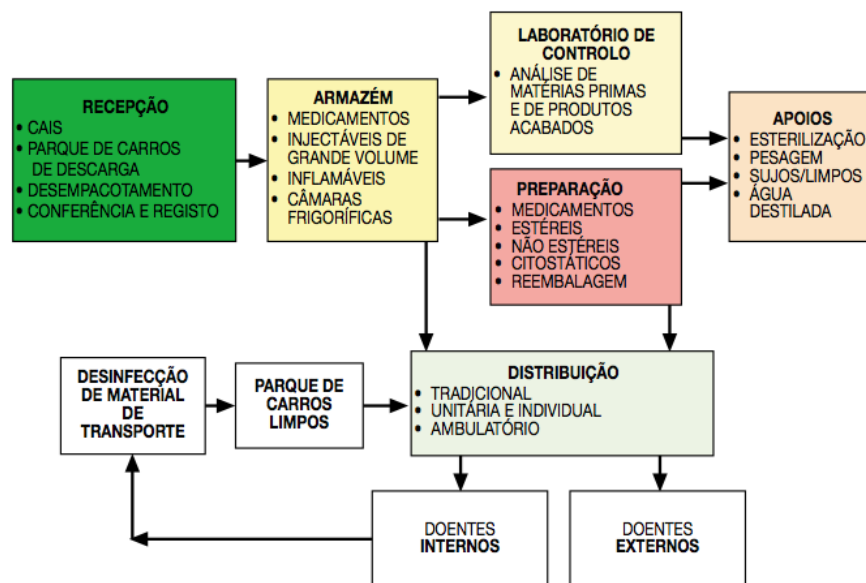 RECEPÇÃO
• CAIS
• PARQUE DE CARROS
DE DESCARGA
• DESEMPACOTAMENTO
• CONFERÊNCIA E REGISTO
ARMAZÉM
• MEDICAMENTOS
• INJECTÁVEIS DE
GRANDE VOLUME
• INFLAMÁVEIS
• CÂMARAS
FRIGORÍFICAS
LABORATÓRIO DE
CONTROLO
• ANÁLISE DE
MATÉRIAS PRIMAS
E DE PRODUTOS
ACABADOS
PREPARAÇÃO
• MEDICAMENTOS
• ESTÉREIS
• NÃO ESTÉREIS
• CITOSTÁTICOS
• REEMBALAGEM
APOIOS
• ESTERILIZAÇÃO
• PESAGEM
• SUJOS/LIMPOS
• ÁGUA
DESTILADA
DESINFECÇÃO
DE MATERIAL
DE
TRANSPORTE
PARQUE DE
CARROS
LIMPOS
DISTRIBUIÇÃO
• TRADICIONAL
• UNITÁRIA E INDIVIDUAL
• AMBULATÓRIO
DOENTES
INTERNOS
DOENTES
EXTERNOS